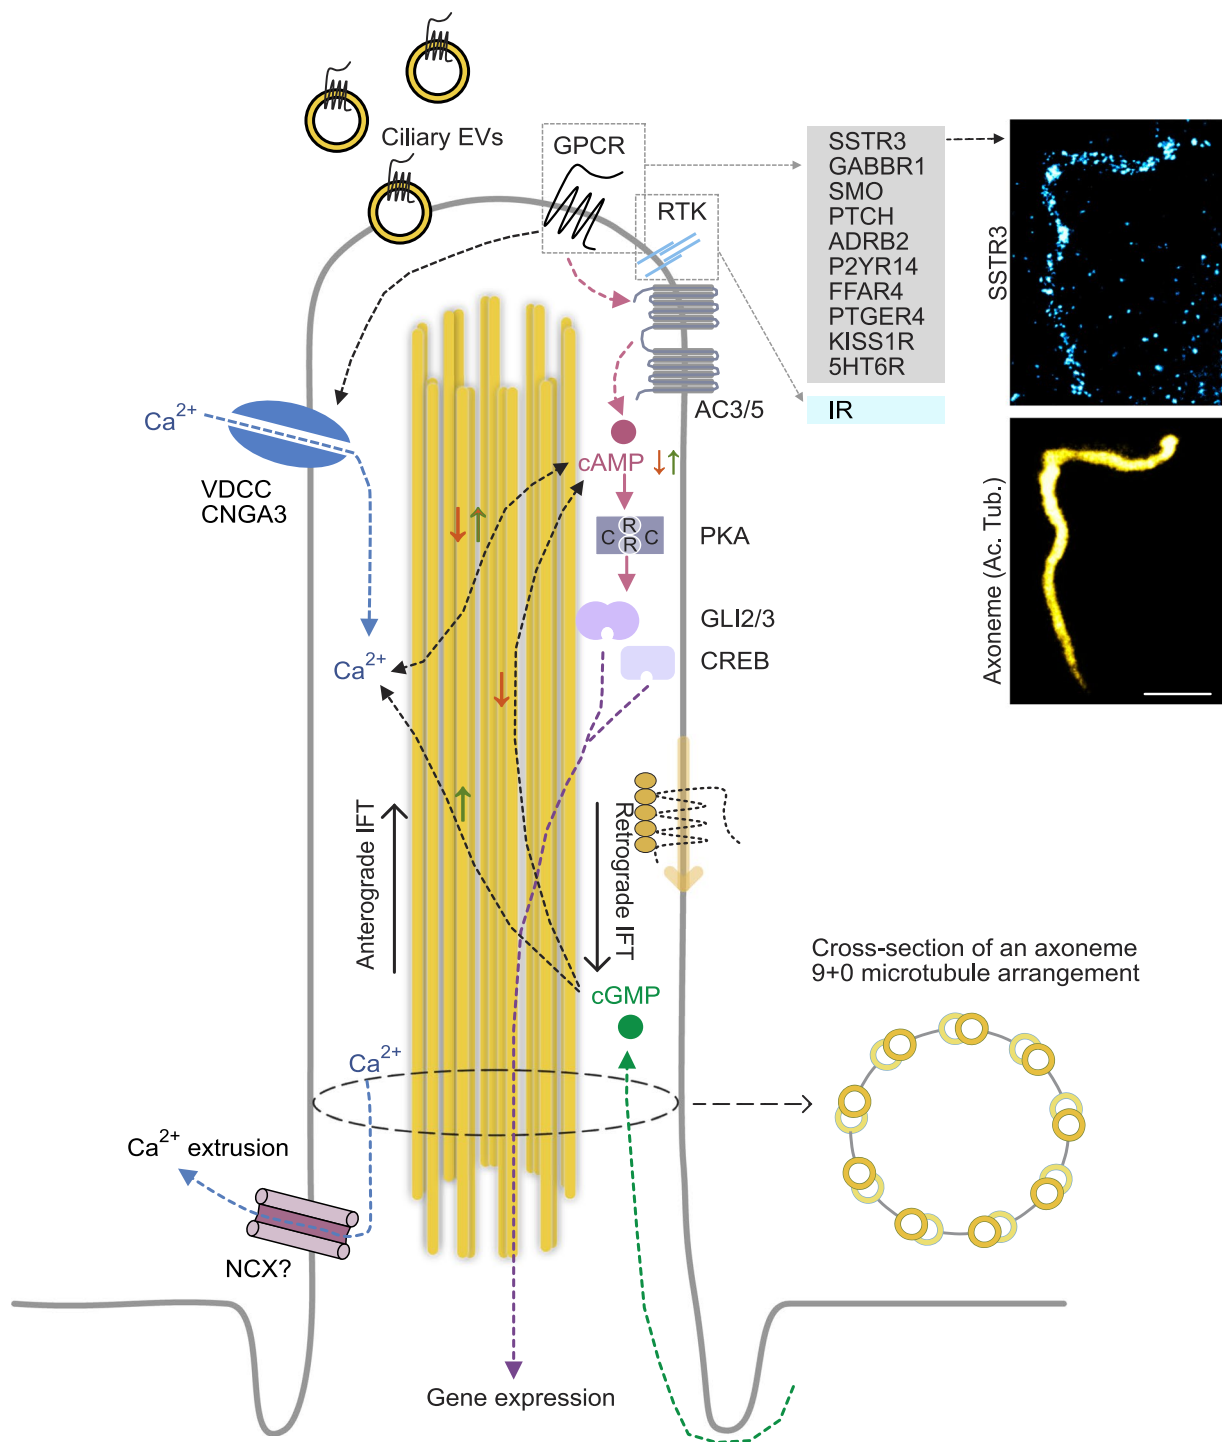 Ciliary EVs
GPCR
RTK
SSTR3
GABBR1
SMO
PTCH
ADRB2
P2YR14
FFAR4
PTGER4
KISS1R
5HT6R
IR
SSTR3
Axoneme (Ac. Tub.)
AC3/5
Ca2+
VDCC
CNGA3
cAMP
C R C
R
PKA
GLI2/3
CREB
Ca2+
Anterograde IFT
Retrograde IFT
cGMP
Cross-section of an axoneme
9+0 microtubule arrangement
Ca2+
Ca2+ extrusion
NCX?
Gene expression